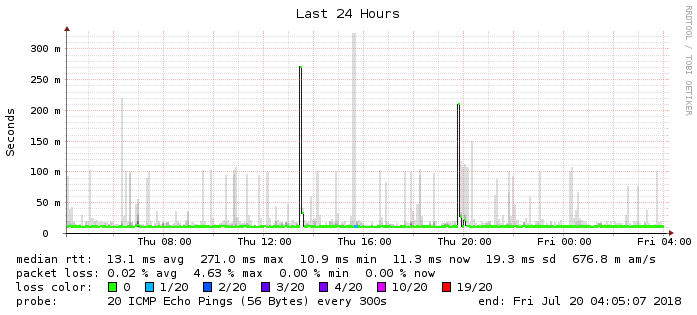 Last 24 Hours
RRDTOOL / TOBI OETIKER
Seconds
300 m
250 m
200 m
150 m
100 m
50 m
0
Thu 08:00 Thu 12:00 Thu 16:00 Thu 20:00 Fri 00:00 Fri 04:00
median rtt: 13.1 ms avg 271.0 ms max 10.9 ms min 11.3 ms now 19.3 ms sd 676.8 m am/s
packet loss: 0.02 % avg 4.63 % max 0.00 % min 0.00 % now
loss color: 0 1/20 2/20 3/20 4/20 10/20 19/20
probe: 20 ICMP Echo Pings (56 Bytes) every 300s end: Fri Jul 20 04:05:07 2018